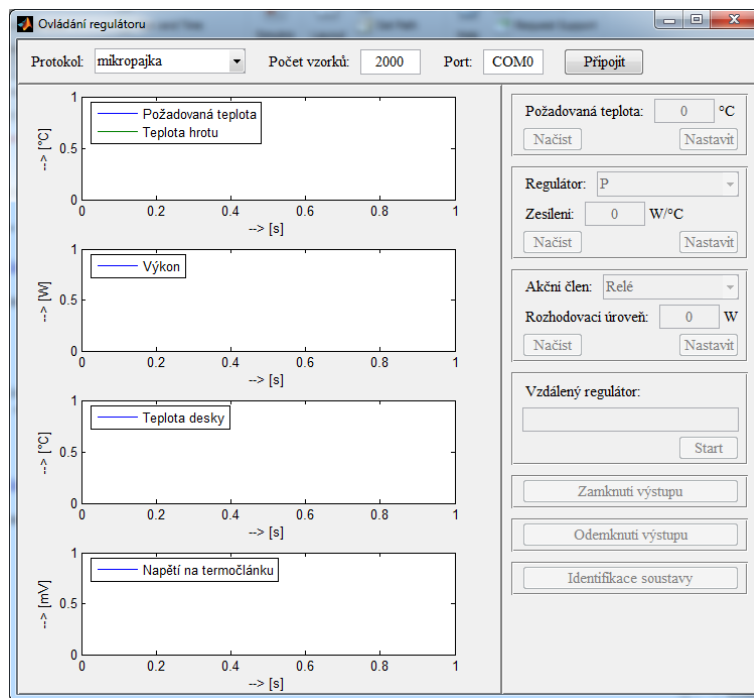 Ovládání regulátoru
Protokol: mikropajka Počet vzorků: 2000 Port: COM0 Připojit
1
0.5
0
--> [°C]
Požadovaná teplota
Teplota hrotu
0 0.2 0.4 0.6 0.8 1
--> [s]
1
0.5
0
--> [W]
Výkon
0 0.2 0.4 0.6 0.8 1
--> [s]
1
0.5
0
--> [°C]
Teplota desky
0 0.2 0.4 0.6 0.8 1
--> [s]
1
0.5
0
--> [mV]
Napětí na termočlánku
0 0.2 0.4 0.6 0.8 1
--> [s]
Požadovaná teplota: 0 °C
Načíst Nastavit
Regulátor: P
Zesílení: 0 W/°C
Načíst Nastavit
Akční člen: Relé
Rozhodovací úroveň: 0 W
Načíst Nastavit
Vzdálený regulátor:
Start
Zamknutí výstupu
Odemknutí výstupu
Identifikace soustavy